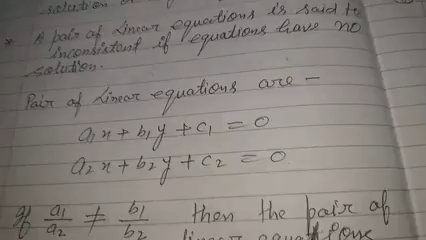 solution
* A pair of Linear equations is said to
inconsistent if equations have no
solution.
Pair of Linear equations are -
a₁x + b₁y + c₁ = 0
a₂x + b₂y + c₂ = 0
If a₁/a₂ ≠ b₁/b₂ then the pair of
linear